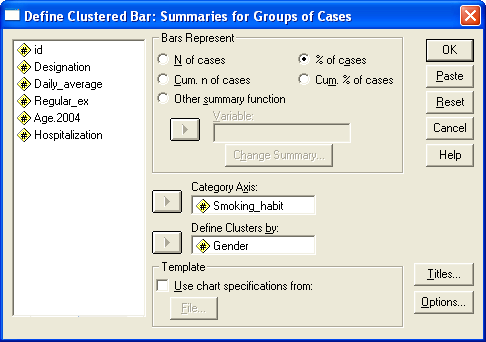 Define Clustered Bar: Summaries for Groups of Cases
id
Designation
Daily_average
Regular_ex
Age.2004
Hospitalization
Bars Represent
N of cases
% of cases
Cum. n of cases
Cum. % of cases
Other summary function
Variable:
Change Summary...
Category Axis:
Smoking_habit
Define Clusters by:
Gender
Template
Use chart specifications from:
File...
OK
Paste
Reset
Cancel
Help
Titles...
Options...